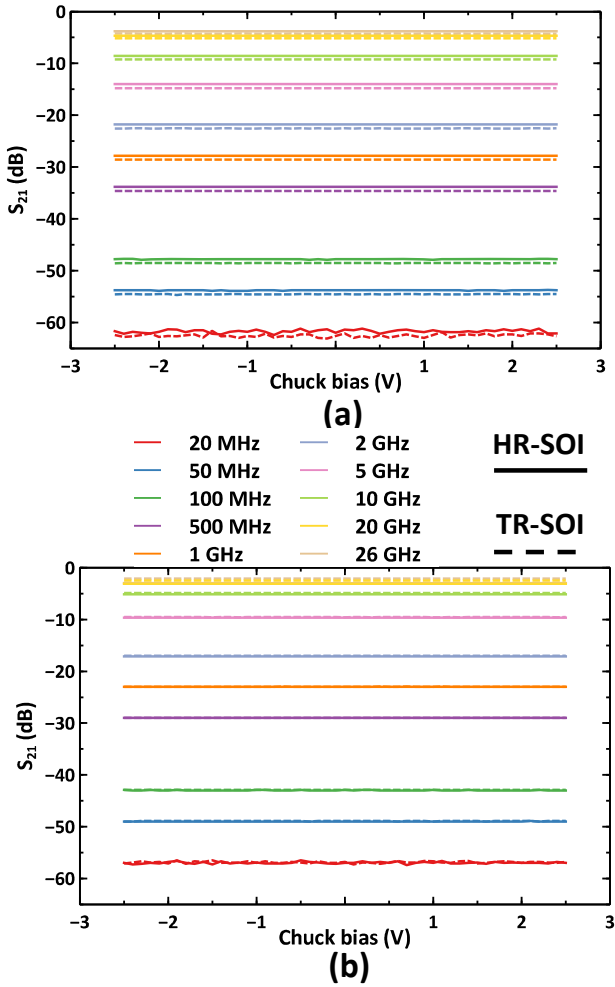 0
−10
−20
−30
−40
−50
−60
S21 (dB)
−3 −2 −1 0 1 2 3
Chuck bias (V)
(a)
20 MHz 2 GHz HR-SOI
50 MHz 5 GHz
100 MHz 10 GHz
500 MHz 20 GHz TR-SOI
1 GHz 26 GHz
0
−10
−20
−30
−40
−50
−60
S21 (dB)
−3 −2 −1 0 1 2 3
Chuck bias (V)
(b)